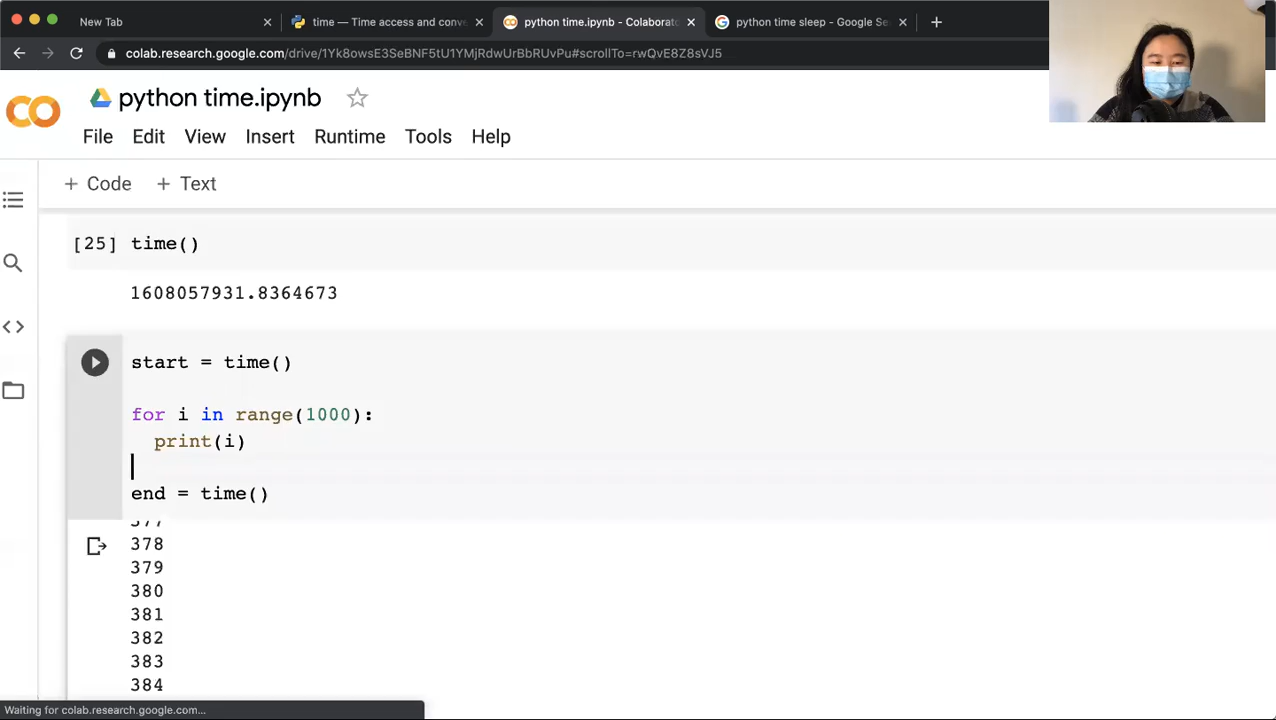 New Tab
time — Time access and conve
python time.ipynb - Colaborato
python time sleep - Google Se
colab.research.google.com/drive/1Yk8owsE3SeBNF5tU1YMjRdwUrBbRUvPu#scrollTo=rwQvE8Z8sVJ5
python time.ipynb
File Edit View Insert Runtime Tools Help
+ Code + Text
[25] time()
1608057931.8364673
start = time()
for i in range(1000):
print(i)
end = time()
377
378
379
380
381
382
383
384
Waiting for colab.research.google.com...